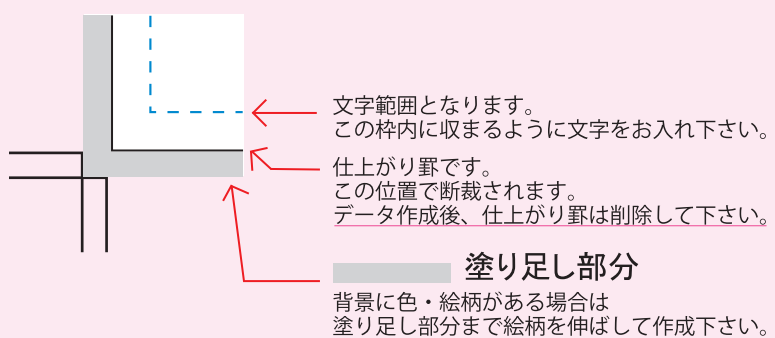 文字範囲となります。
この枠内に収まるように文字をお入れ下さい。
仕上がり罫です。
この位置で断裁されます。
データ作成後、仕上がり罫は削除して下さい。
塗り足し部分
背景に色・絵柄がある場合は
塗り足し部分まで絵柄を伸ばして作成下さい。